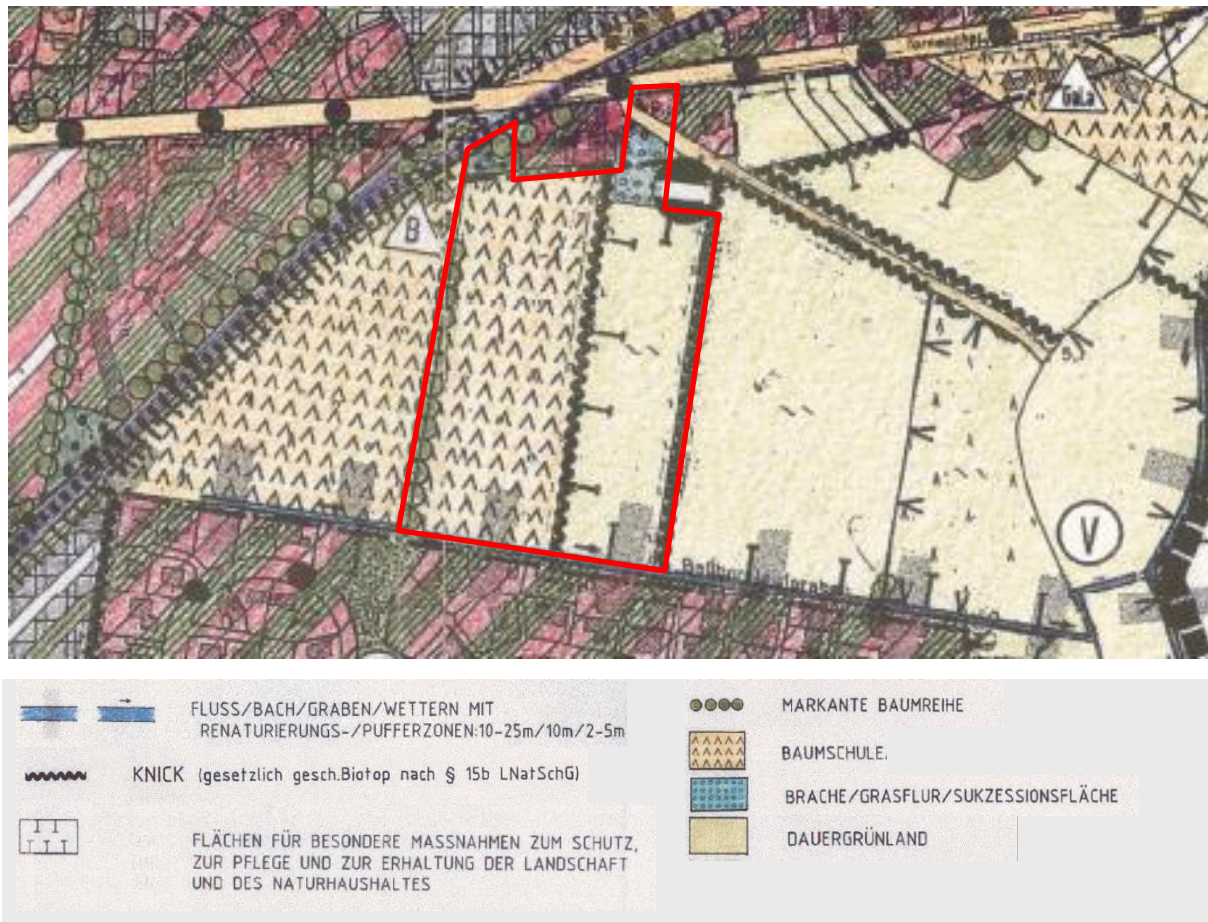 GaLa
B
V
FLUSS/BACH/GRABEN/WETTERN MIT
RENATURIERUNGS-/PUFFERZONEN:10-25m/10m/2-5m
KNICK (gesetzlich gesch.Biotop nach § 15b LNatSchG)
FLÄCHEN FÜR BESONDERE MASSNAHMEN ZUM SCHUTZ,
ZUR PFLEGE UND ZUR ERHALTUNG DER LANDSCHAFT
UND DES NATURHAUSHALTES
MARKANTE BAUMREIHE
BAUMSCHULE.
BRACHE/GRASFLUR/SUKZESSIONSFLÄCHE
DAUERGRÜNLAND